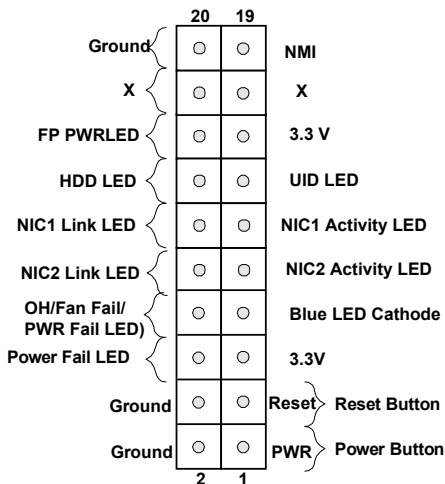 20 19
Ground NMI
X X
FP PWRLED 3.3 V
HDD LED UID LED
NIC1 Link LED NIC1 Activity LED
NIC2 Link LED NIC2 Activity LED
OH/Fan Fail/
PWR Fail LED) Blue LED Cathode
Power Fail LED 3.3V
Ground Reset Reset Button
Ground PWR Power Button
2 1